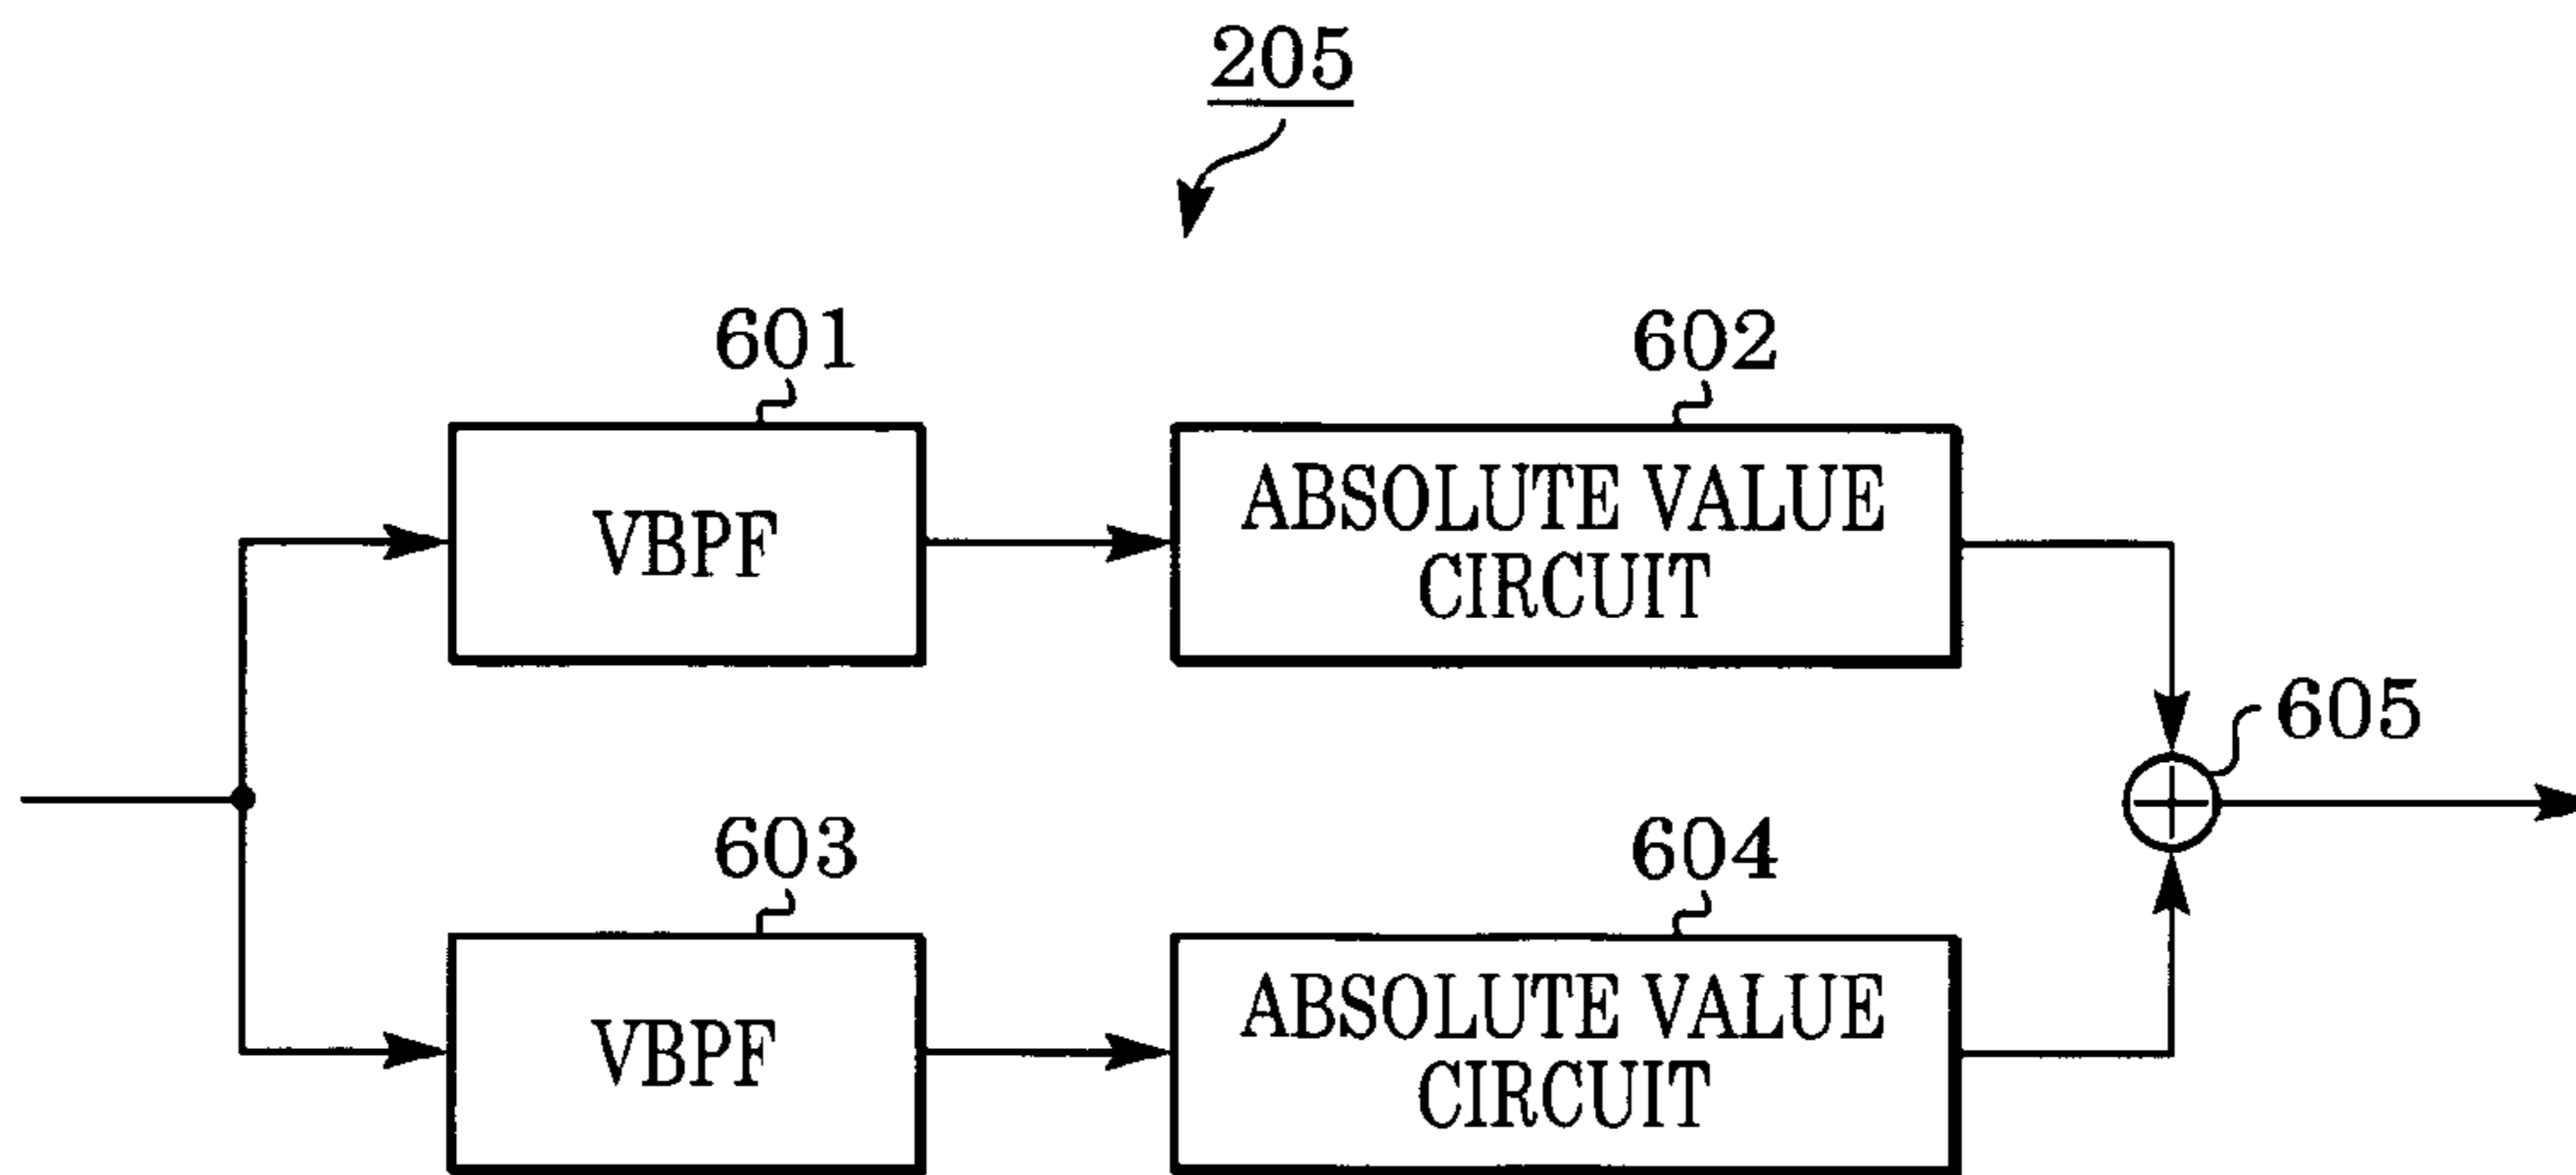 205
601
602
VBPF
ABSOLUTE VALUE
CIRCUIT
605
603
604
VBPF
ABSOLUTE VALUE
CIRCUIT